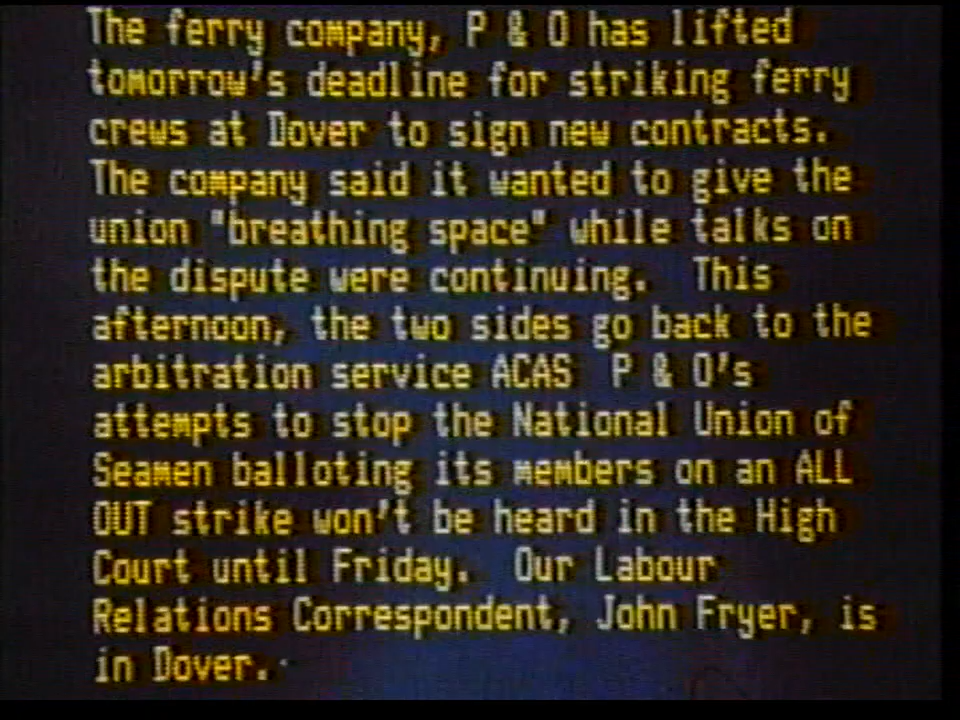 The ferry company, P & O has lifted
tomorrow's deadline for striking ferry
crews at Dover to sign new contracts.
The company said it wanted to give the
union "breathing space" while talks on
the dispute were continuing.  This
afternoon, the two sides go back to the
arbitration service ACAS  P & O's
attempts to stop the National Union of
Seamen balloting its members on an ALL
OUT strike won't be heard in the High
Court until Friday.  Our Labour
Relations Correspondent, John Fryer, is
in Dover.